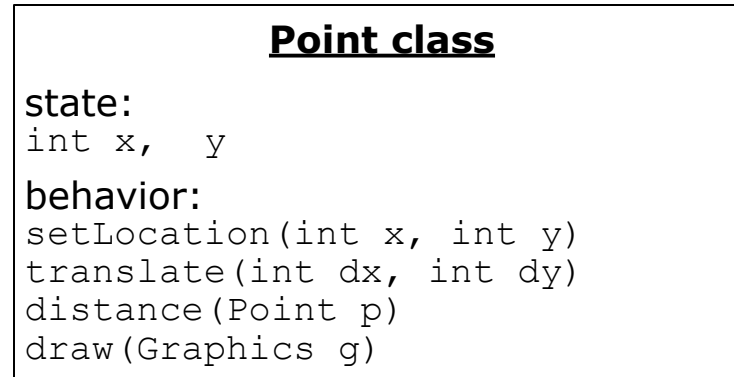 Point class
state:
int x,  y
behavior:
setLocation(int x, int y)
translate(int dx, int dy)
distance(Point p)
draw(Graphics g)